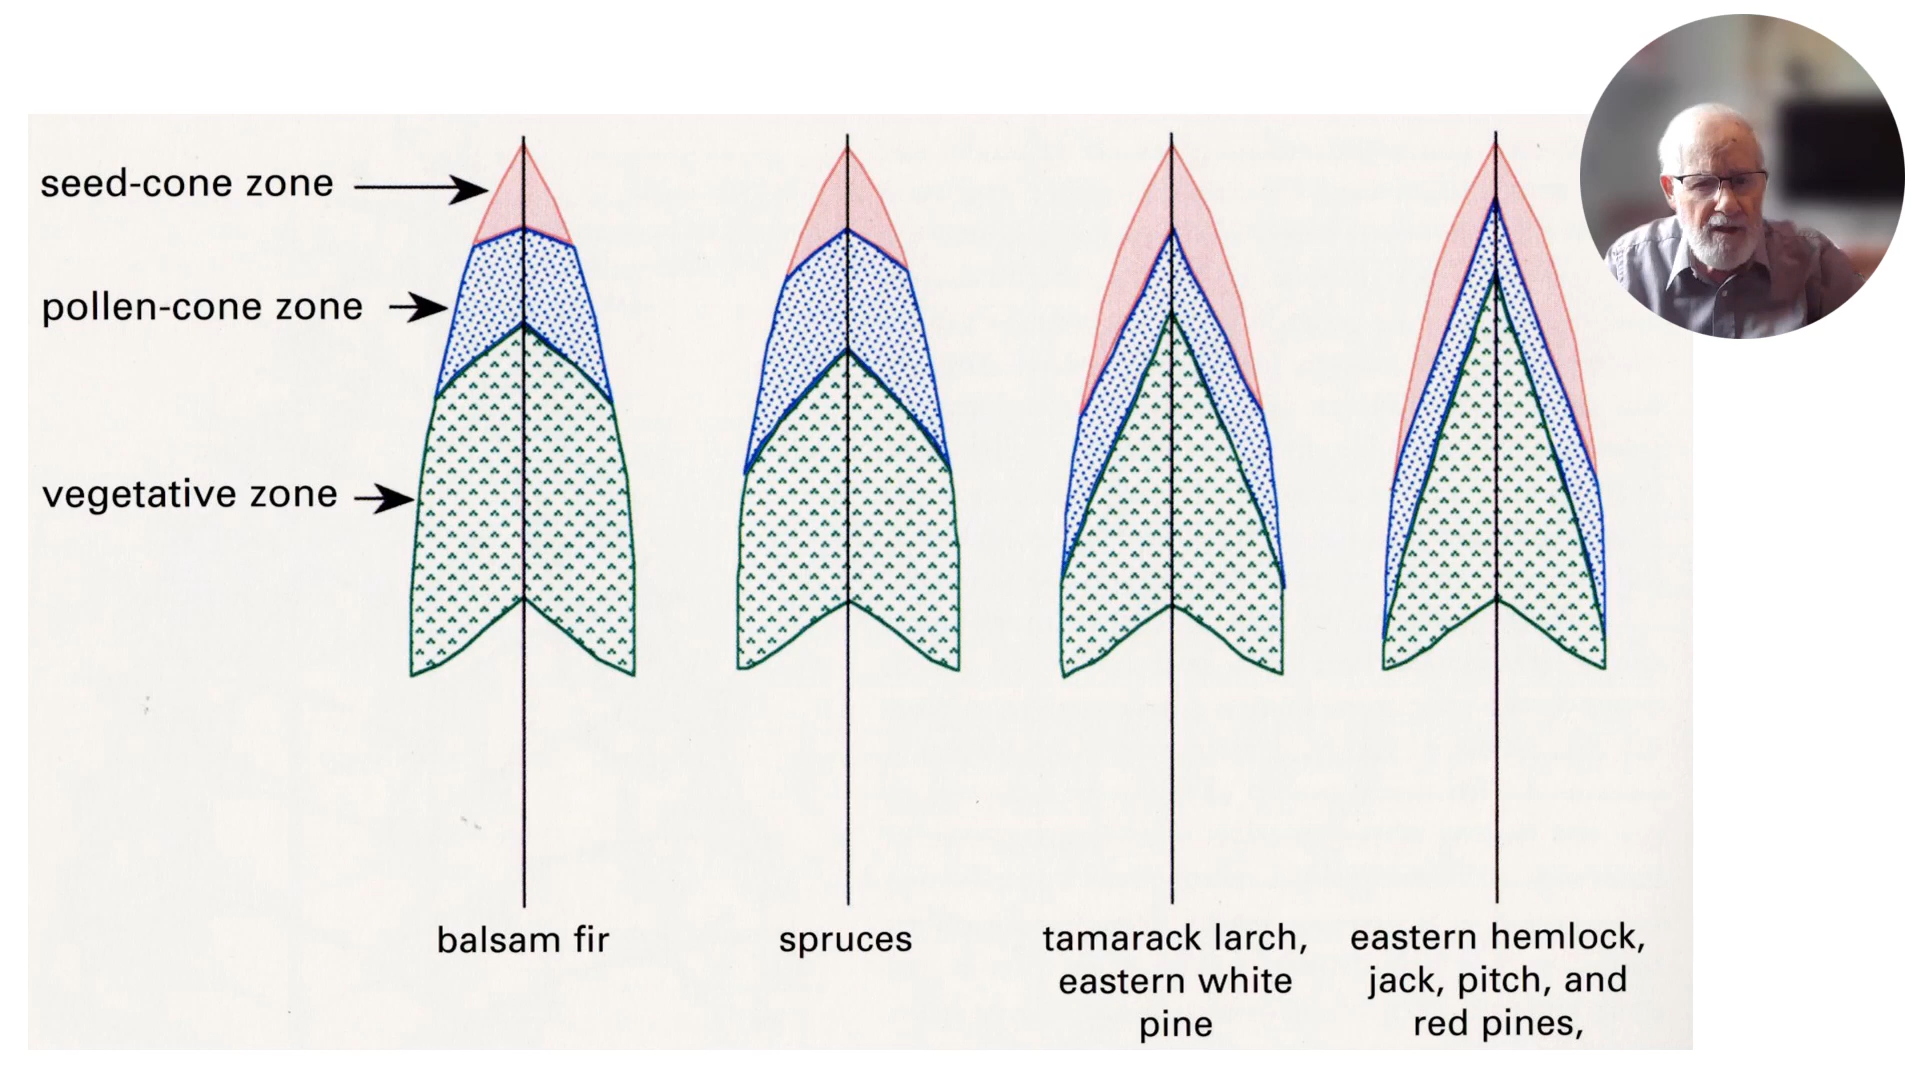 seed-cone zone
pollen-cone zone
vegetative zone
balsam fir
spruces
tamarack larch,
eastern white
pine
eastern hemlock,
jack, pitch, and
red pines,